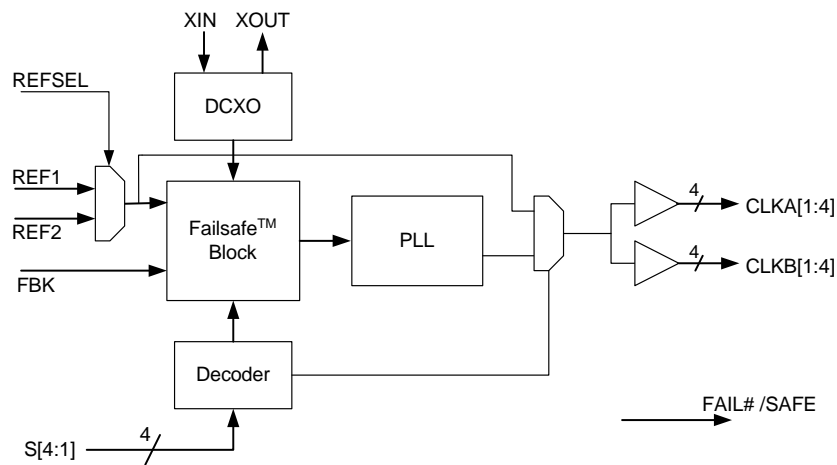 XIN XOUT
REFSEL
DCXO
REF1
REF2
Failsafe™
Block
PLL
4
CLKA[1:4]
4
CLKB[1:4]
FBK
Decoder
FAIL# /SAFE
4
S[4:1]